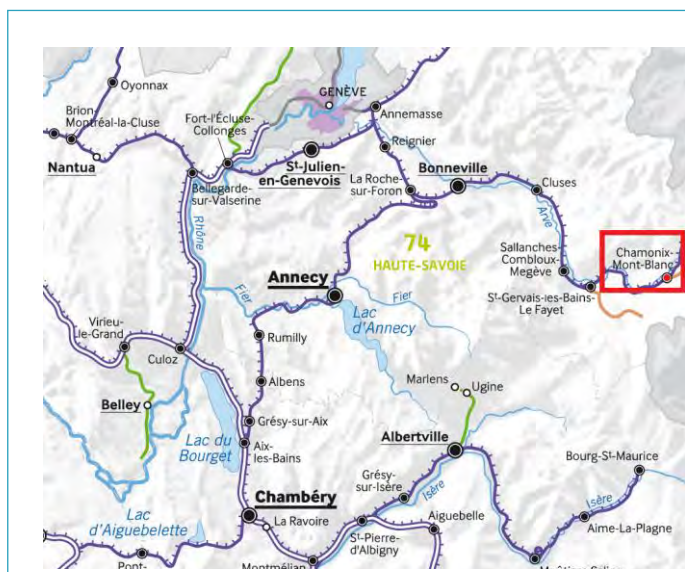 Oyonnax
GENÈVE
Brion-
Montréal-la-Cluse
Fort-l'Écluse-
Collonges
Annemasse
Nantua
St-Julien-
en-Genevois
Reignier
Bonneville
La Roche-
sur-Foron
Cluses
Bellegarde-
sur-Valserine
Rhône
Arve
74
HAUTE-SAVOIE
Sallanches-
Combloux-
Megève
Chamonix-
Mont-Blanc
St-Gervais-les-Bains-
Le Fayet
Annecy
Fier
Fier
Lac
d'Annecy
Virieu-
le-Grand
Culoz
Rumilly
Albens
Marlens
Ugine
Belley
Lac du
Bourget
Grésy-sur-Aix
Aix-
les-Bains
Albertville
Bourg-St-Maurice
Grésy-
sur-Isère
Isère
Isère
Chambéry
Lac
d'Aiguebelette
La Ravoire
Aiguebelle
Aime-La-Plagne
St-Pierre-
d'Albigny
Pont-
Montmélian